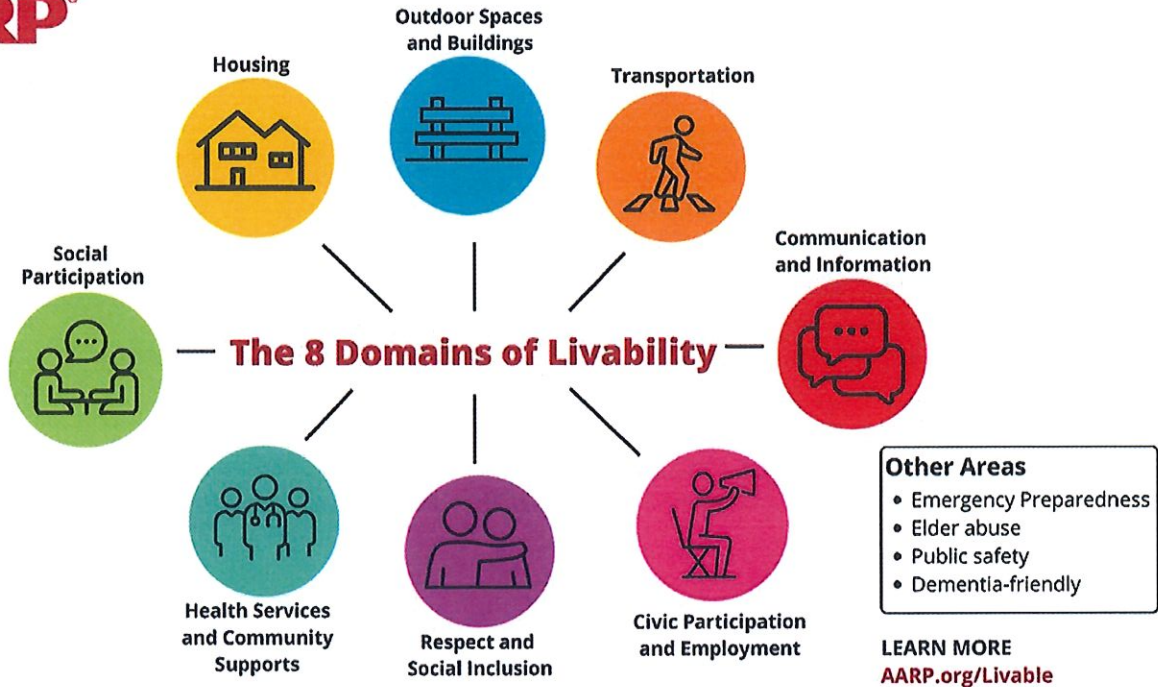 RP®
Outdoor Spaces
and Buildings
Housing
Transportation
Social
Participation
Communication
and Information
The 8 Domains of Livability
Health Services
and Community
Supports
Respect and
Social Inclusion
Civic Participation
and Employment
Other Areas
• Emergency Preparedness
• Elder abuse
• Public safety
• Dementia-friendly
LEARN MORE
AARP.org/Livable